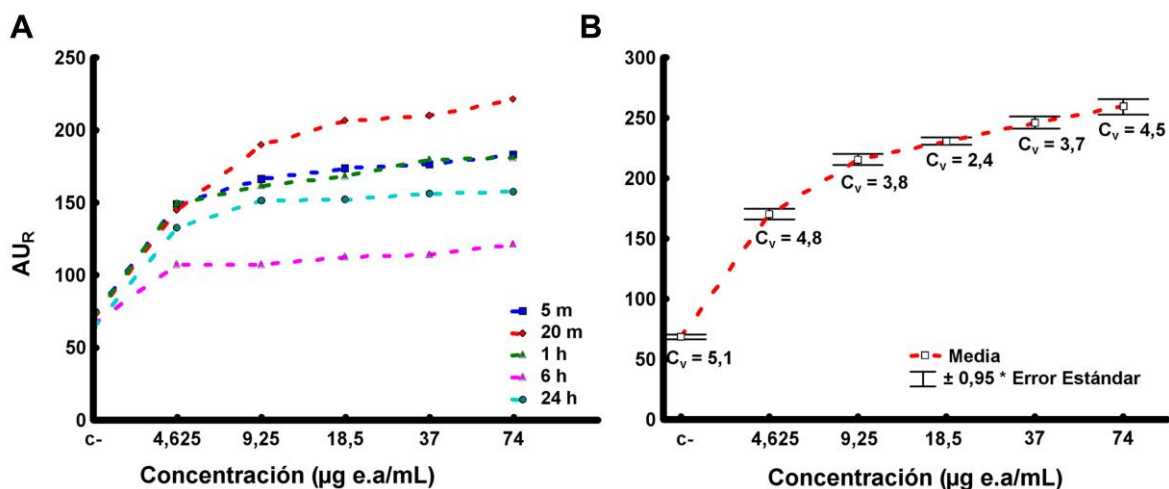 A
250
200
150
100
50
0
AU_R
5 m
20 m
1 h
6 h
24 h
c-
4,625
9,25
18,5
37
74
Concentración (µg e.a/mL)
B
300
250
200
150
100
50
0
C_v = 5,1
C_v = 4,8
C_v = 3,8
C_v = 2,4
C_v = 3,7
C_v = 4,5
Media
± 0,95 * Error Estándar
c-
4,625
9,25
18,5
37
74
Concentración (µg e.a/mL)